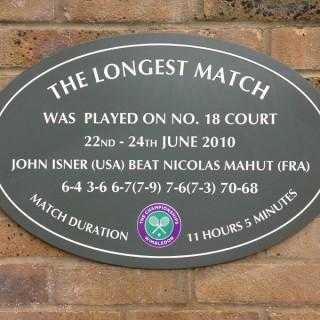 THE LONGEST MATCH
WAS PLAYED ON NO. 18 COURT
22ND - 24TH JUNE 2010
JOHN ISNER (USA) BEAT NICOLAS MAHUT (FRA)
6-4 3-6 6-7(7-9) 7-6(7-3) 70-68
MATCH DURATION
11 HOURS 5 MINUTES
THE CHAMPIONSHIPS
WIMBLEDON